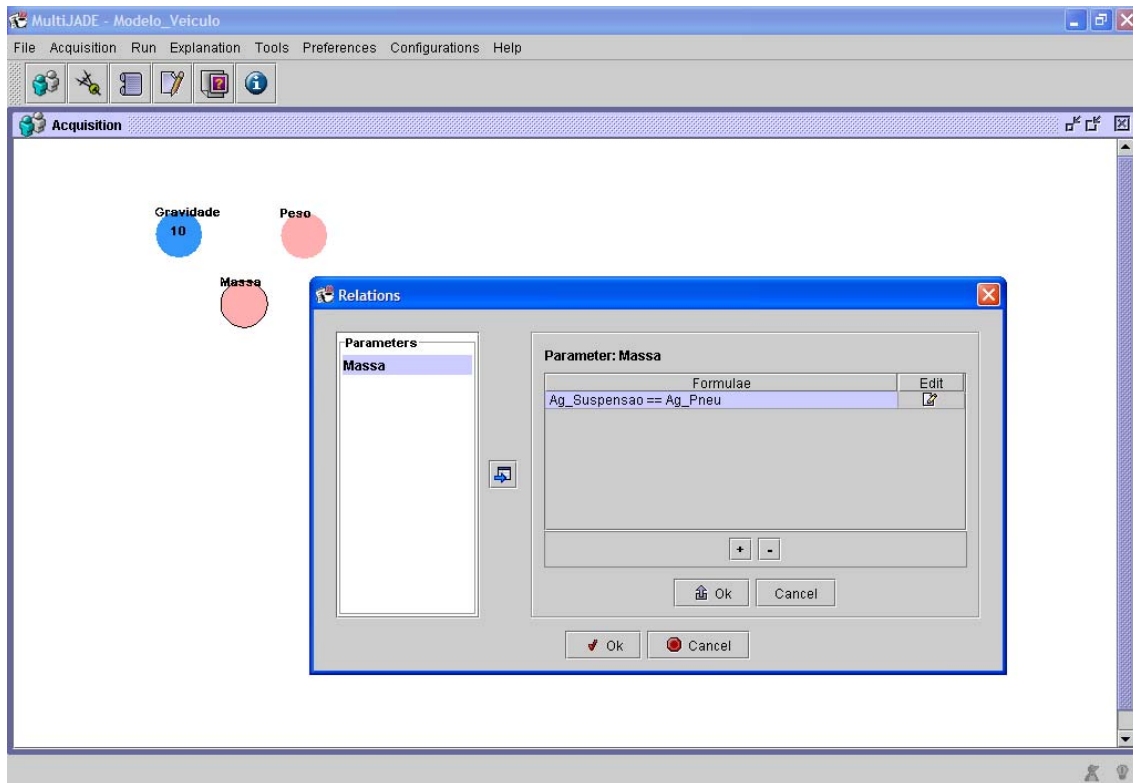 MultiJADE - Modelo_Veiculo
File Acquisition Run Explanation Tools Preferences Configurations Help
Acquisition
Gravidade
10
Peso
Massa
Relations
Parameters
Massa
Parameter: Massa
Formulae Edit
Ag_Suspensao == Ag_Pneu
+ -
Ok Cancel
Ok Cancel